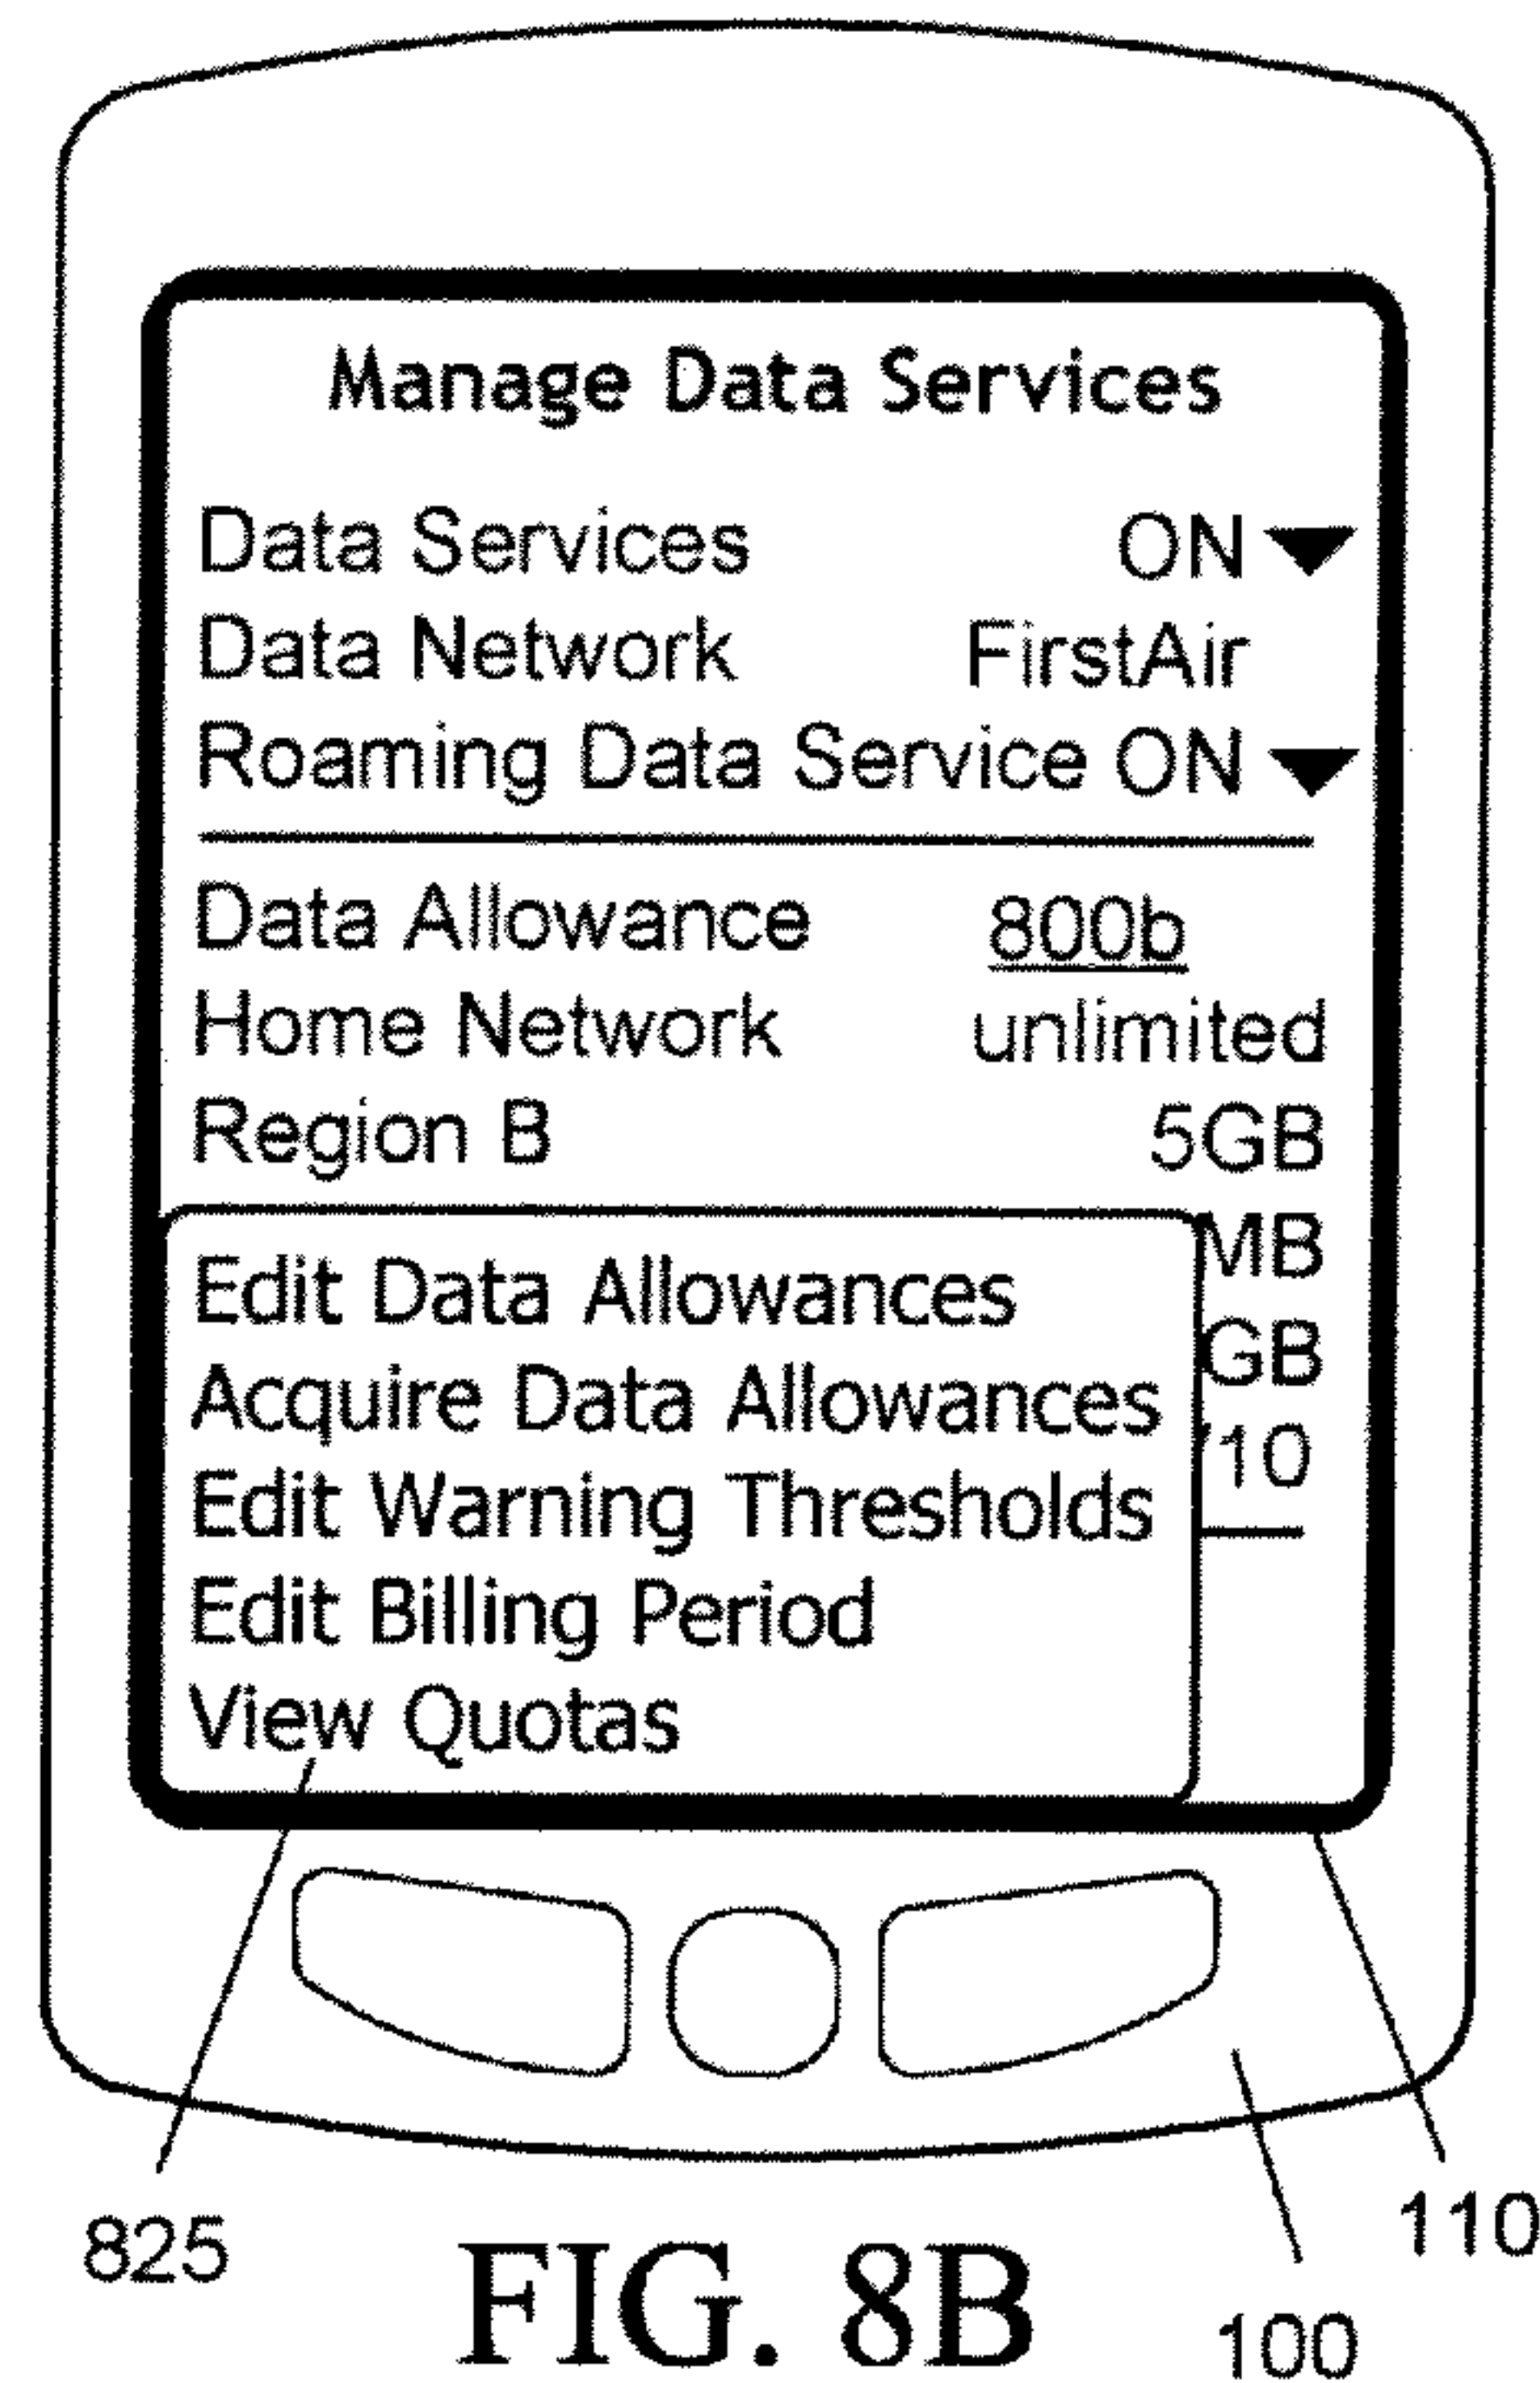 Manage Data Services
Data Services ON
Data Network FirstAir
Roaming Data Service ON
Data Allowance 800b
Home Network unlimited
Region B 5GB
MB
Edit Data Allowances
GB
Acquire Data Allowances
/10
Edit Warning Thresholds
Edit Billing Period
View Quotas
825
110
FIG. 8B
100